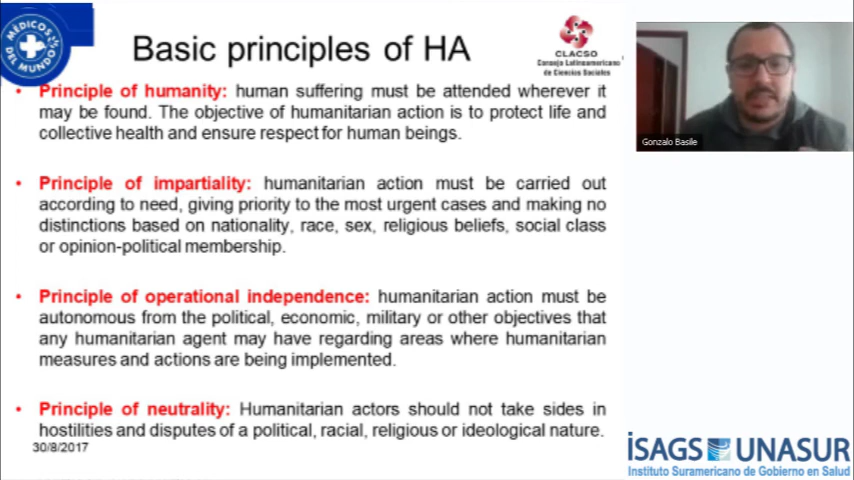 MÉDICOS
DEL MUNDO
Basic principles of HA
CLACSO
Consejo Latinoamericano
de Ciencias Sociales
• Principle of humanity: human suffering must be attended wherever it
may be found. The objective of humanitarian action is to protect life and
collective health and ensure respect for human beings.
• Principle of impartiality: humanitarian action must be carried out
according to need, giving priority to the most urgent cases and making no
distinctions based on nationality, race, sex, religious beliefs, social class
or opinion-political membership.
• Principle of operational independence: humanitarian action must be
autonomous from the political, economic, military or other objectives that
any humanitarian agent may have regarding areas where humanitarian
measures and actions are being implemented.
• Principle of neutrality: Humanitarian actors should not take sides in
hostilities and disputes of a political, racial, religious or ideological nature.
30/8/2017
Gonzalo Basile
iSAGS UNASUR
Instituto Suramericano de Gobierno en Salud